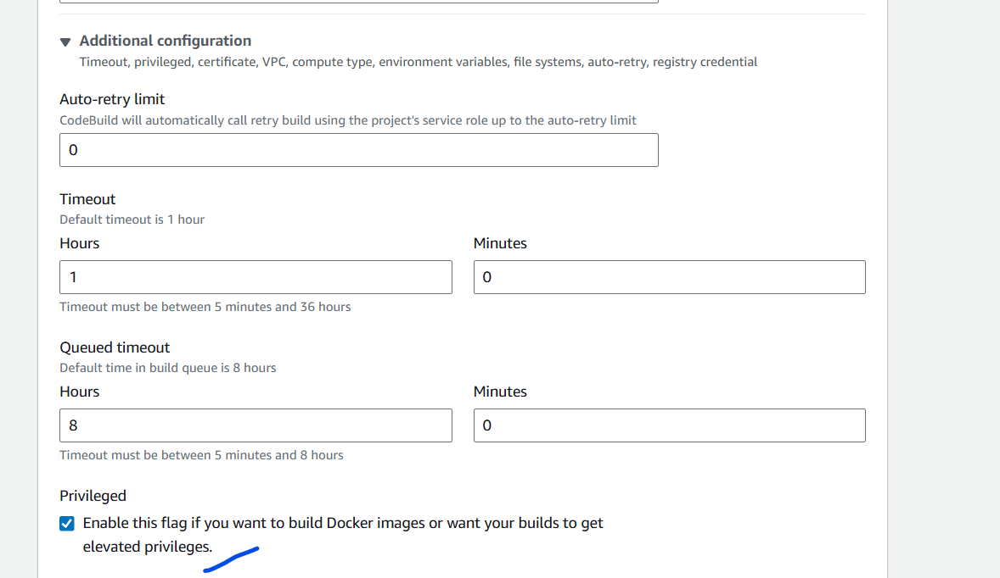 Additional configuration
Timeout, privileged, certificate, VPC, compute type, environment variables, file systems, auto-retry, registry credential
Auto-retry limit
CodeBuild will automatically call retry build using the project's service role up to the auto-retry limit
0
Timeout
Default timeout is 1 hour
Hours Minutes
1 0
Timeout must be between 5 minutes and 36 hours
Queued timeout
Default time in build queue is 8 hours
Hours Minutes
8 0
Timeout must be between 5 minutes and 8 hours
Privileged
Enable this flag if you want to build Docker images or want your builds to get
elevated privileges.